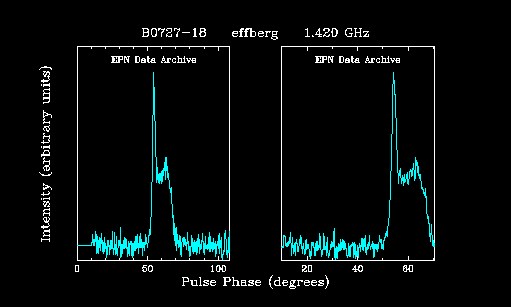 B0727-18 effberg 1.420 GHz
EPN Data Archive
EPN Data Archive
Intensity (arbitrary units)
0 50 100
20 40 60
Pulse Phase (degrees)